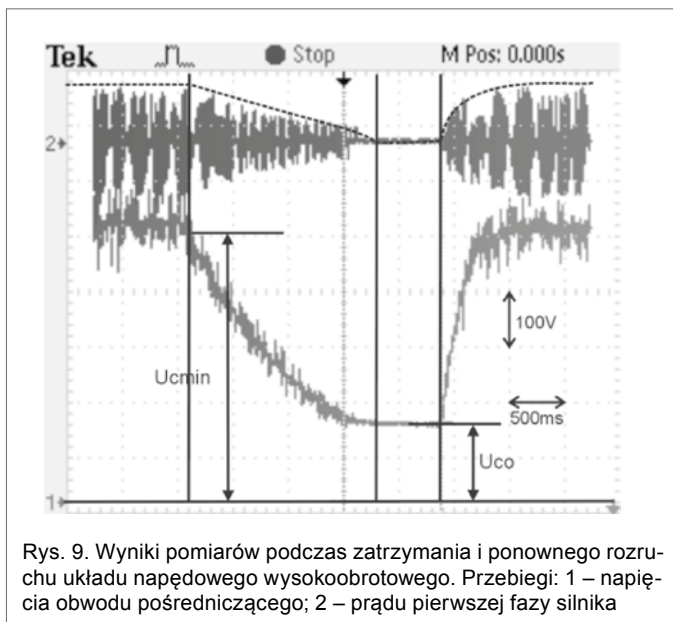 Tek Stop M Pos: 0.000s
2
100V
Ucmin
500ms
Uco
1
Rys. 9. Wyniki pomiarów podczas zatrzymania i ponownego rozru-
chu układu napędowego wysokoobrotowego. Przebiegi: 1 – napię-
cia obwodu pośredniczącego; 2 – prądu pierwszej fazy silnika